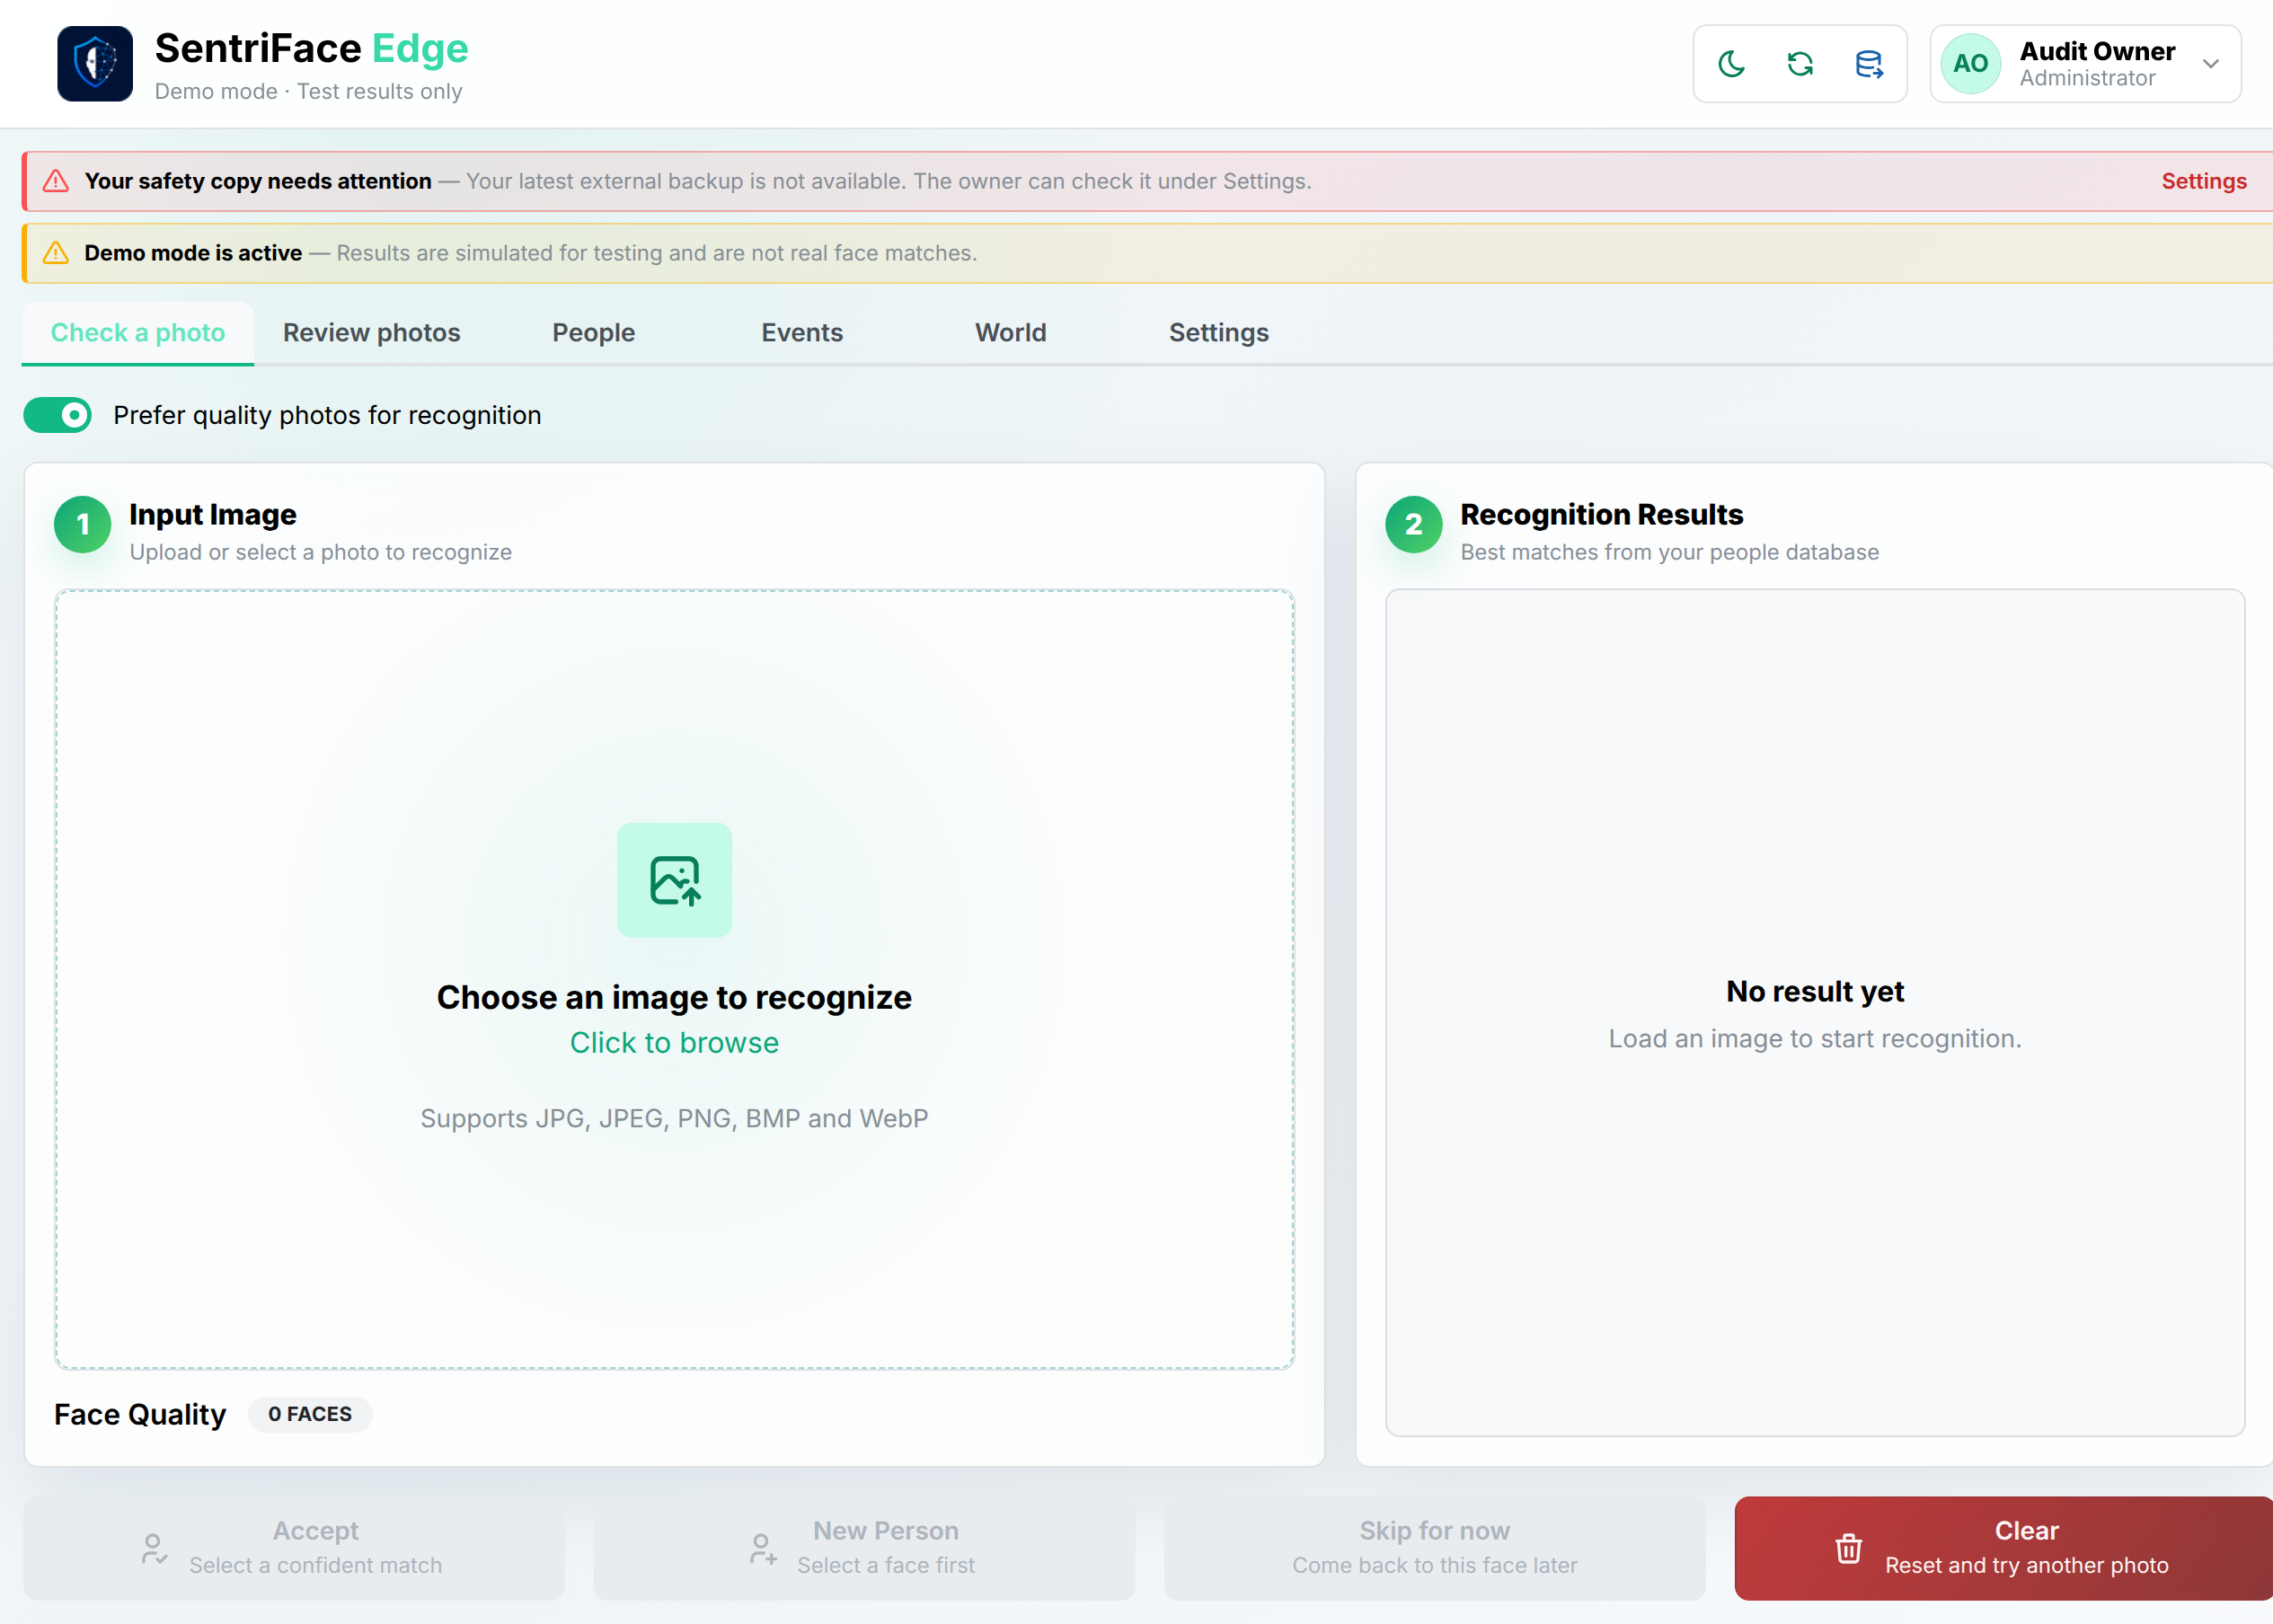 SentriFace Edge
Demo mode · Test results only
AO
Audit Owner
Administrator
Your safety copy needs attention — Your latest external backup is not available. The owner can check it under Settings.
Settings
Demo mode is active — Results are simulated for testing and are not real face matches.
Check a photo
Review photos
People
Events
World
Settings
Prefer quality photos for recognition
1
Input Image
Upload or select a photo to recognize
Choose an image to recognize
Click to browse
Supports JPG, JPEG, PNG, BMP and WebP
Face Quality
0 FACES
2
Recognition Results
Best matches from your people database
No result yet
Load an image to start recognition.
Accept
Select a confident match
New Person
Select a face first
Skip for now
Come back to this face later
Clear
Reset and try another photo